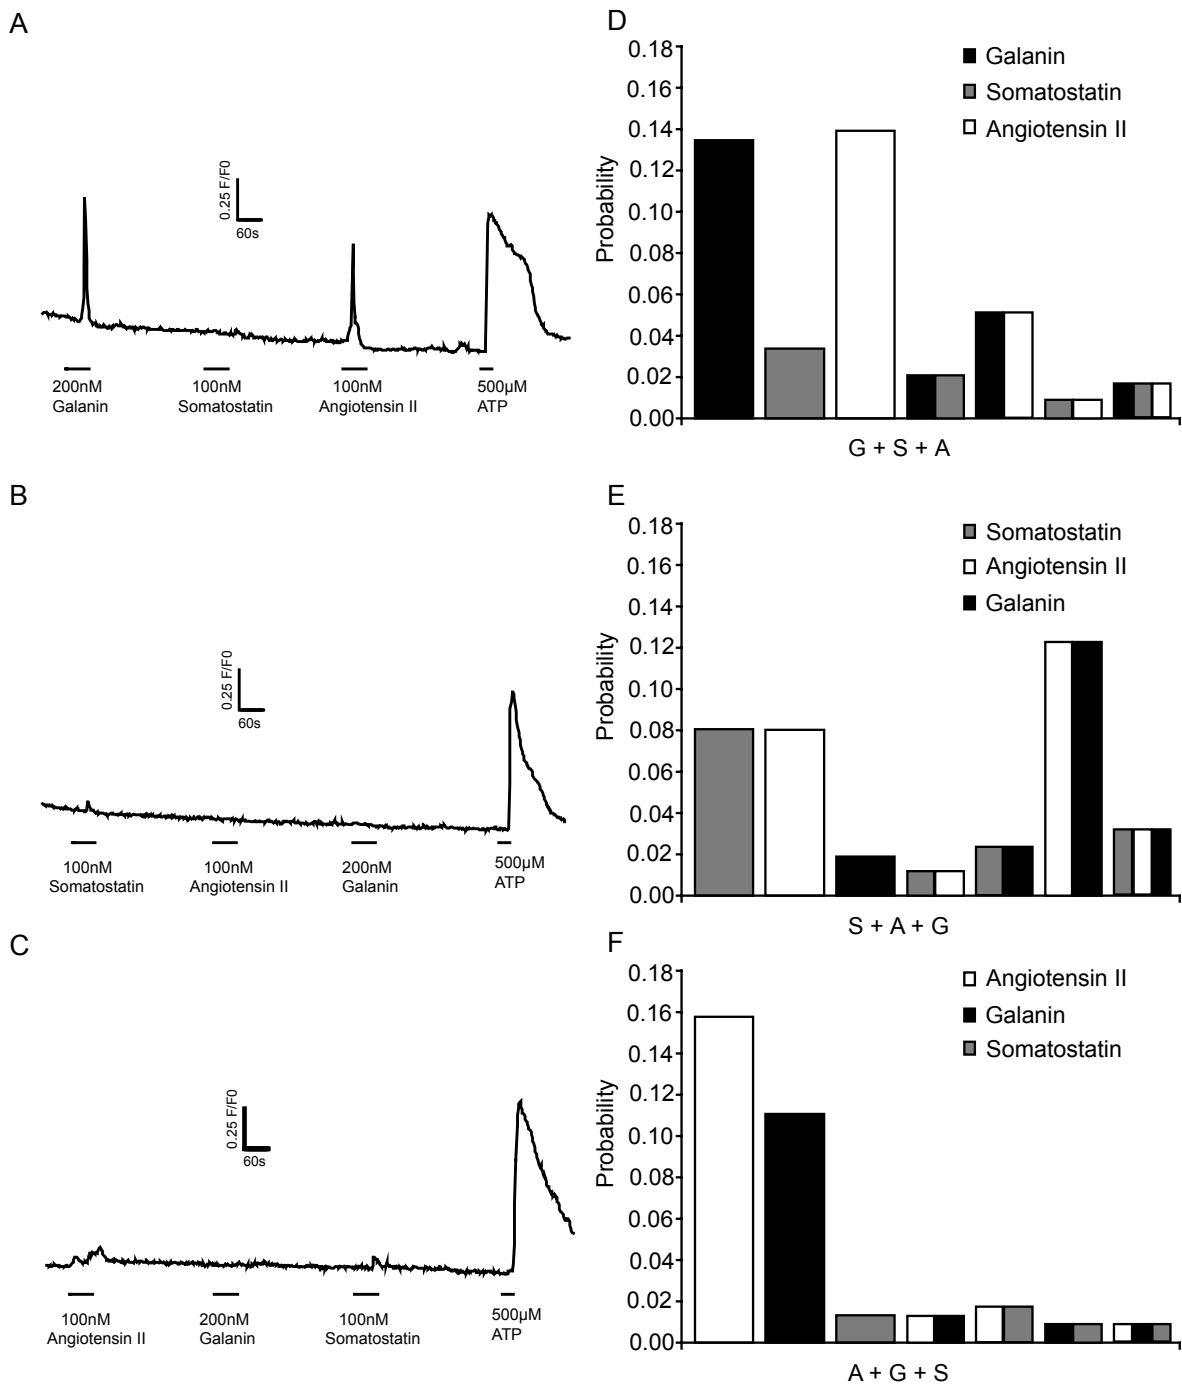 A
0.25 F/F0
60s
200nM
Galanin
100nM
Somatostatin
100nM
Angiotensin II
500µM
ATP
B
0.25 F/F0
60s
100nM
Somatostatin
100nM
Angiotensin II
200nM
Galanin
500µM
ATP
C
0.25 F/F0
60s
100nM
Angiotensin II
200nM
Galanin
100nM
Somatostatin
500µM
ATP
D
Probability
0.18
0.16
0.14
0.12
0.10
0.08
0.06
0.04
0.02
0.00
Galanin
Somatostatin
Angiotensin II
G + S + A
E
Probability
0.18
0.16
0.14
0.12
0.10
0.08
0.06
0.04
0.02
0.00
Somatostatin
Angiotensin II
Galanin
S + A + G
F
Probability
0.18
0.16
0.14
0.12
0.10
0.08
0.06
0.04
0.02
0.00
Angiotensin II
Galanin
Somatostatin
A + G + S